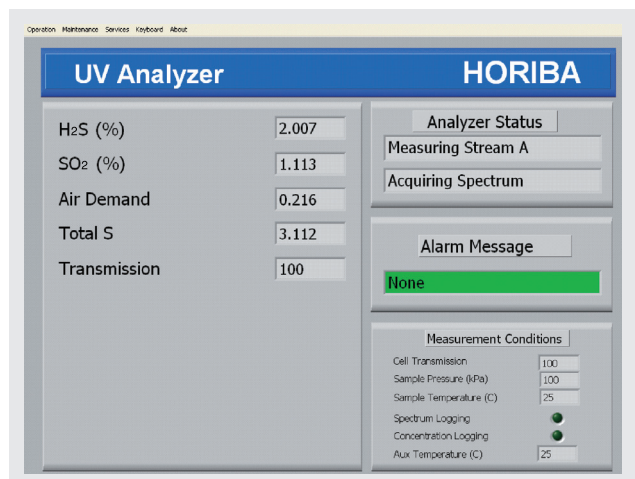 Operation Maintenance Services Keyboard About
UV Analyzer
HORIBA
H2S (%) 2.007
SO2 (%) 1.113
Air Demand 0.216
Total S 3.112
Transmission 100
Analyzer Status
Measuring Stream A
Acquiring Spectrum
Alarm Message
None
Measurement Conditions
Cell Transmission 100
Sample Pressure (kPa) 100
Sample Temperature (C) 25
Spectrum Logging
Concentration Logging
Aux Temperature (C) 25